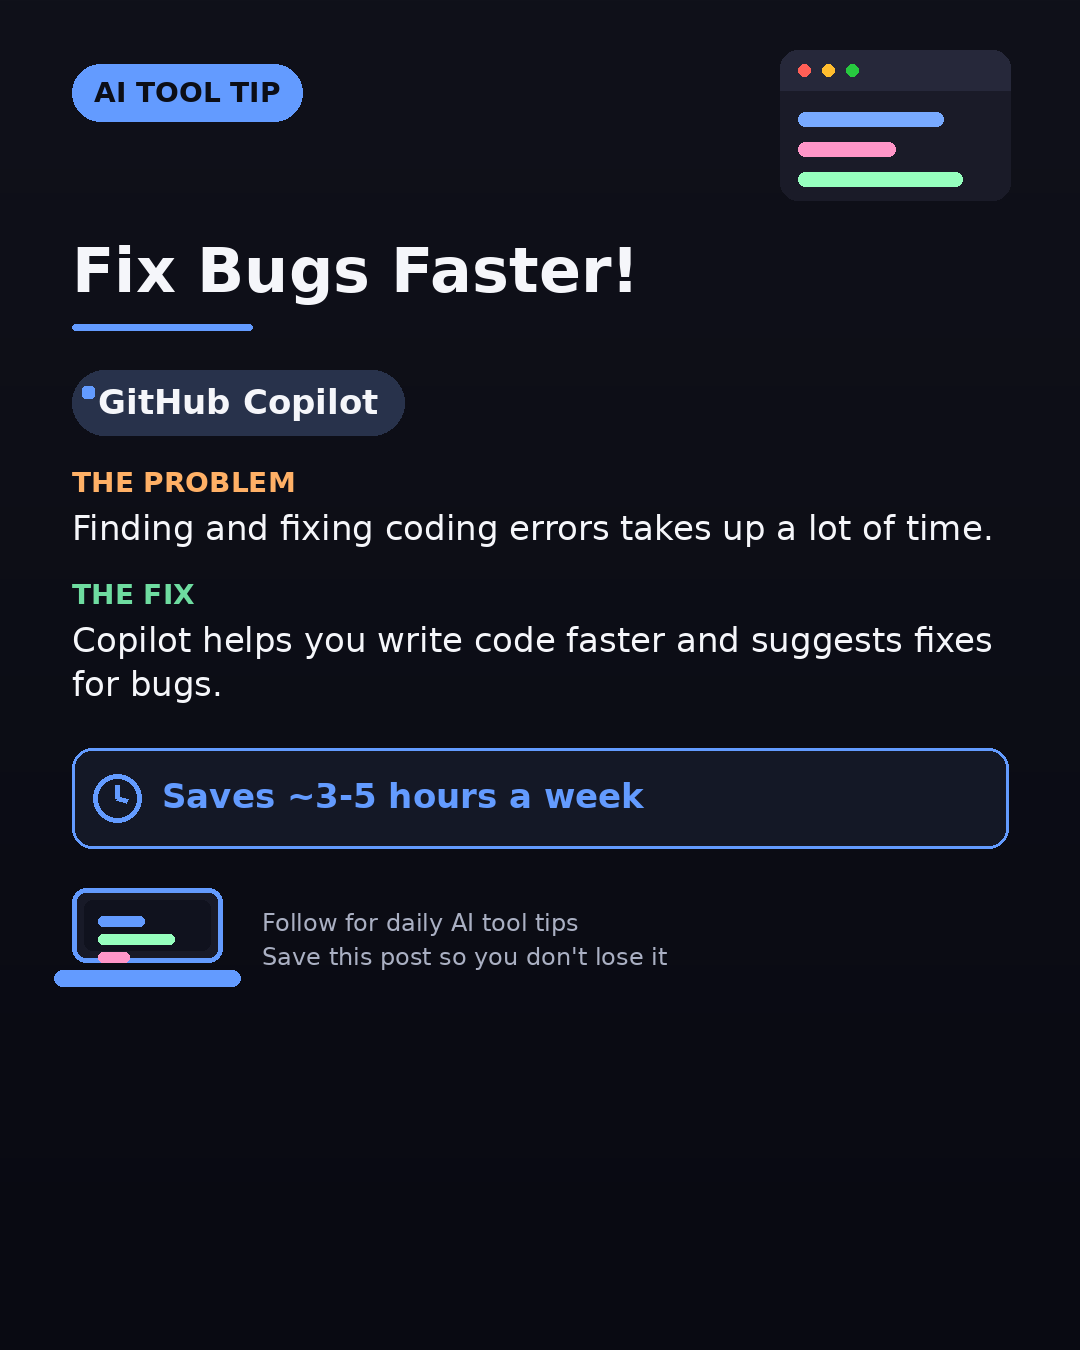 AI TOOL TIP
Fix Bugs Faster!
GitHub Copilot
THE PROBLEM
Finding and fixing coding errors takes up a lot of time.
THE FIX
Copilot helps you write code faster and suggests fixes
for bugs.
Saves ~3-5 hours a week
Follow for daily AI tool tips
Save this post so you don't lose it